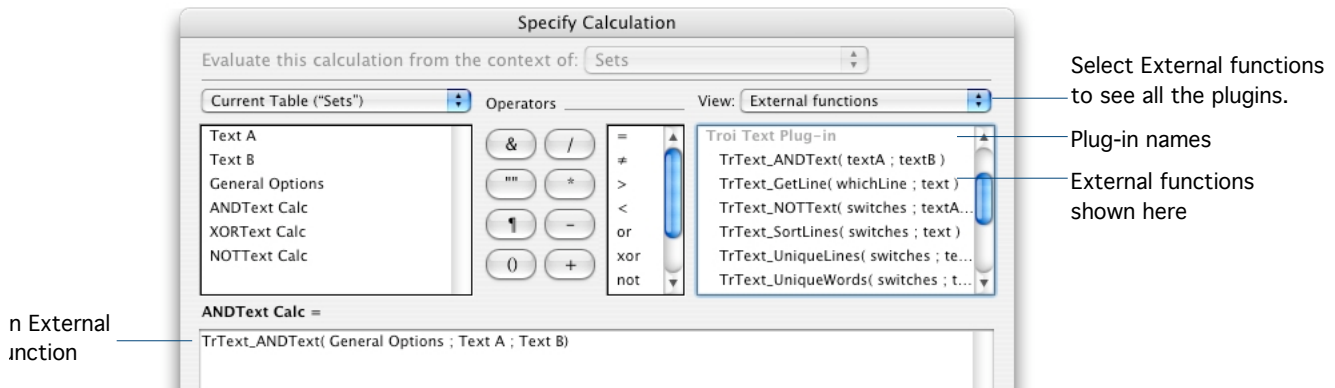 Specify Calculation
Evaluate this calculation from the context of: Sets
Current Table ("Sets")
Operators
View: External functions
Text A
Text B
General Options
ANDText Calc
XORText Calc
NOTText Calc
& /
"" *
¶ -
() +
=
≠
>
<
or
xor
not
Troi Text Plug-in
TrText_ANDText( textA ; textB )
TrText_GetLine( whichLine ; text )
TrText_NOTText( switches ; textA...
TrText_SortLines( switches ; text )
TrText_UniqueLines( switches ; te...
TrText_UniqueWords( switches ; t...
ANDText Calc =
TrText_ANDText( General Options ; Text A ; Text B)
Select External functions
to see all the plugins.
Plug-in names
External functions
shown here
n External
unction